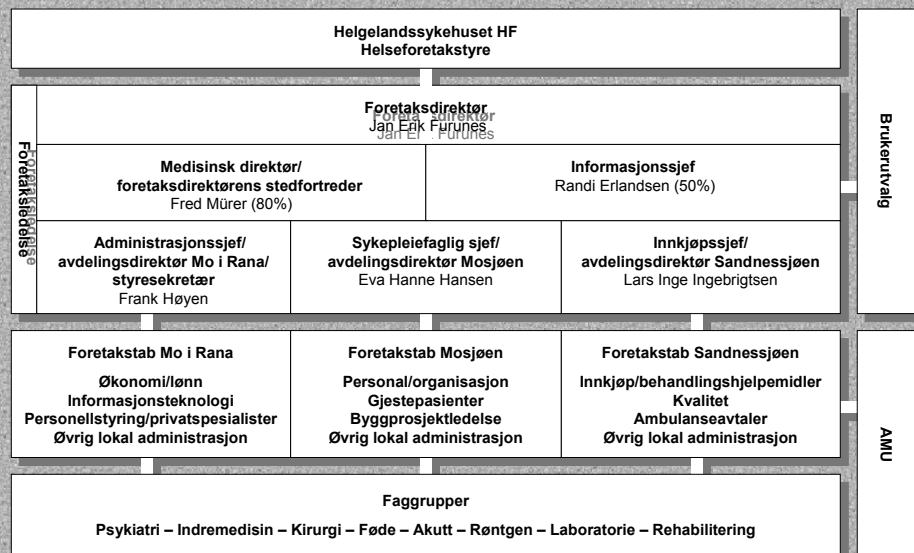 Helgelandssykehuset HF
Helseforetakstyre
Foretaksledelse
Foretaksdirektør
Jan Erik Furunes
Medisinsk direktør/
foretaksdirektørens stedfortreder
Fred Mürer (80%)
Informasjonssjef
Randi Erlandsen (50%)
Administrasjonssjef/
avdelingsdirektør Mo i Rana/
styresekretær
Frank Høyen
Sykepleiefaglig sjef/
avdelingsdirektør Mosjøen
Eva Hanne Hansen
Innkjøpssjef/
avdelingsdirektør Sandnessjøen
Lars Inge Ingebrigtsen
Brukerutvalg
Foretakstab Mo i Rana
Økonomi/lønn
Informasjonsteknologi
Personellstyring/privatspesialister
Øvrig lokal administrasjon
Foretakstab Mosjøen
Personal/organisasjon
Gjestepasienter
Byggprosjektledelse
Øvrig lokal administrasjon
Foretakstab Sandnessjøen
Innkjøp/behandlingshjelpemidler
Kvalitet
Ambulanseavtaler
Øvrig lokal administrasjon
AMU
Faggrupper
Psykiatri – Indremedisin – Kirurgi – Føde – Akutt – Røntgen – Laboratorie – Rehabilitering